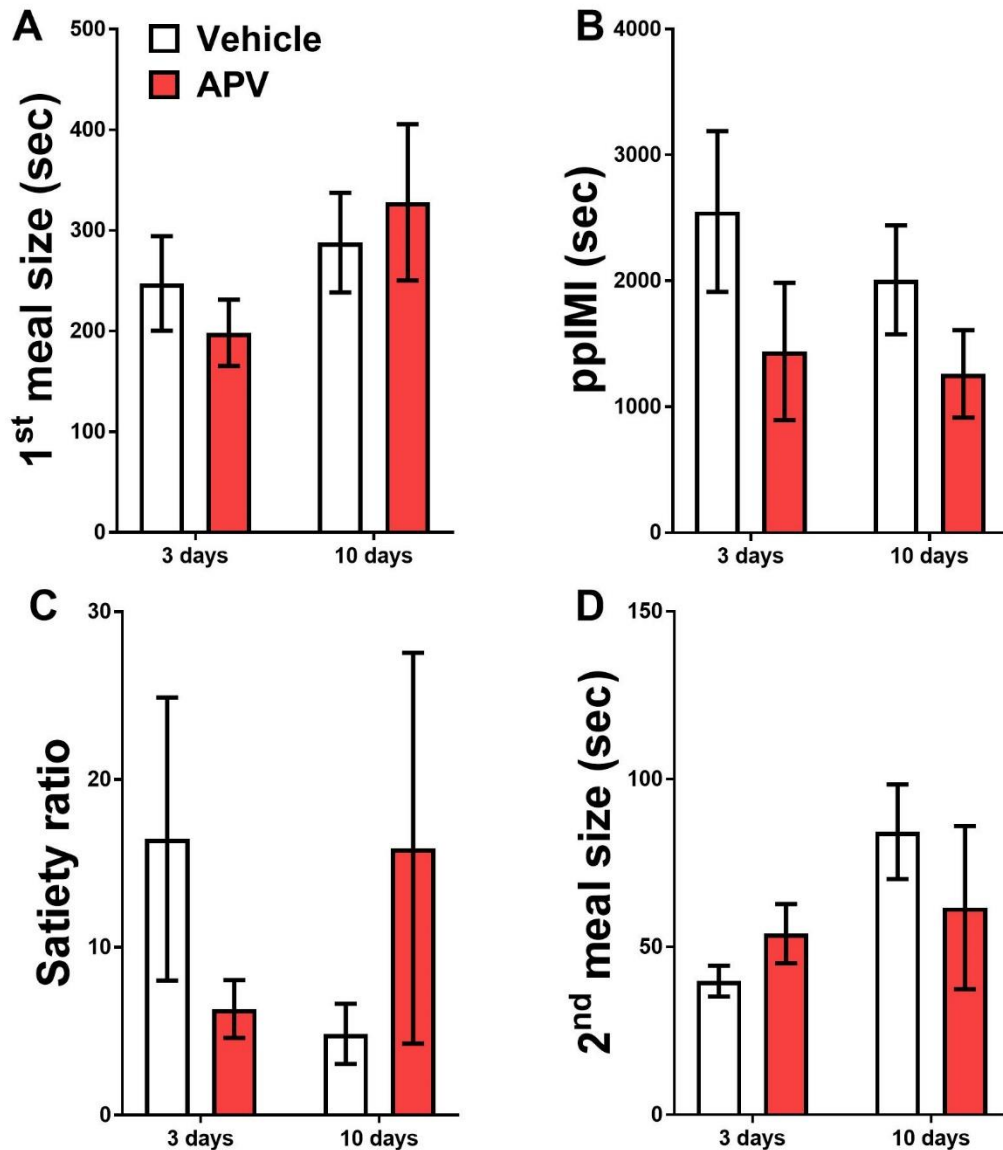 A
1st meal size (sec)
500
400
300
200
100
0
Vehicle
APV
3 days
10 days
B
ppIMI (sec)
4000
3000
2000
1000
0
3 days
10 days
C
Satiety ratio
30
20
10
0
3 days
10 days
D
2nd meal size (sec)
150
100
50
0
3 days
10 days